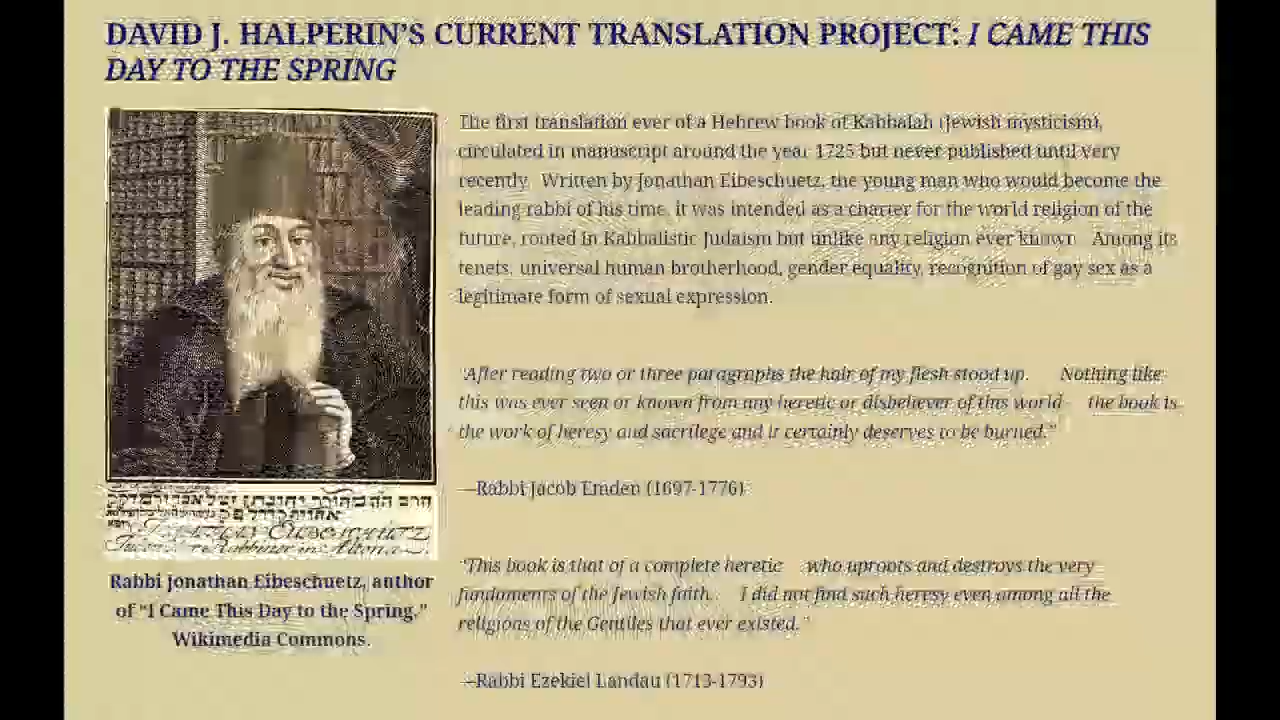 DAVID J. HALPERIN'S CURRENT TRANSLATION PROJECT: I CAME THIS
DAY TO THE SPRING
The first translation ever of a Hebrew book of Kabbalah (Jewish mysticism),
circulated in manuscript around the year 1725 but never published until very
recently. Written by Jonathan Eibeschuetz, the young man who would become the
leading rabbi of his time, it was intended as a charter for the world religion of the
future, rooted in Kabbalistic Judaism but unlike any religion ever known. Among its
tenets: universal human brotherhood, gender equality, recognition of gay sex as a
legitimate form of sexual expression.
"After reading two or three paragraphs the hair of my flesh stood up. Nothing like
this was ever seen or known from any heretic or disbeliever of this world the book is
the work of heresy and sacrilege and it certainly deserves to be burned."
—Rabbi Jacob Emden (1697-1776)
"This book is that of a complete heretic who uproots and destroys the very
fundaments of the Jewish faith. I did not find such heresy even among all the
religions of the Gentiles that ever existed."
—Rabbi Ezekiel Landau (1713-1793)
Rabbi Jonathan Eibeschuetz, author
of "I Came This Day to the Spring."
Wikimedia Commons.